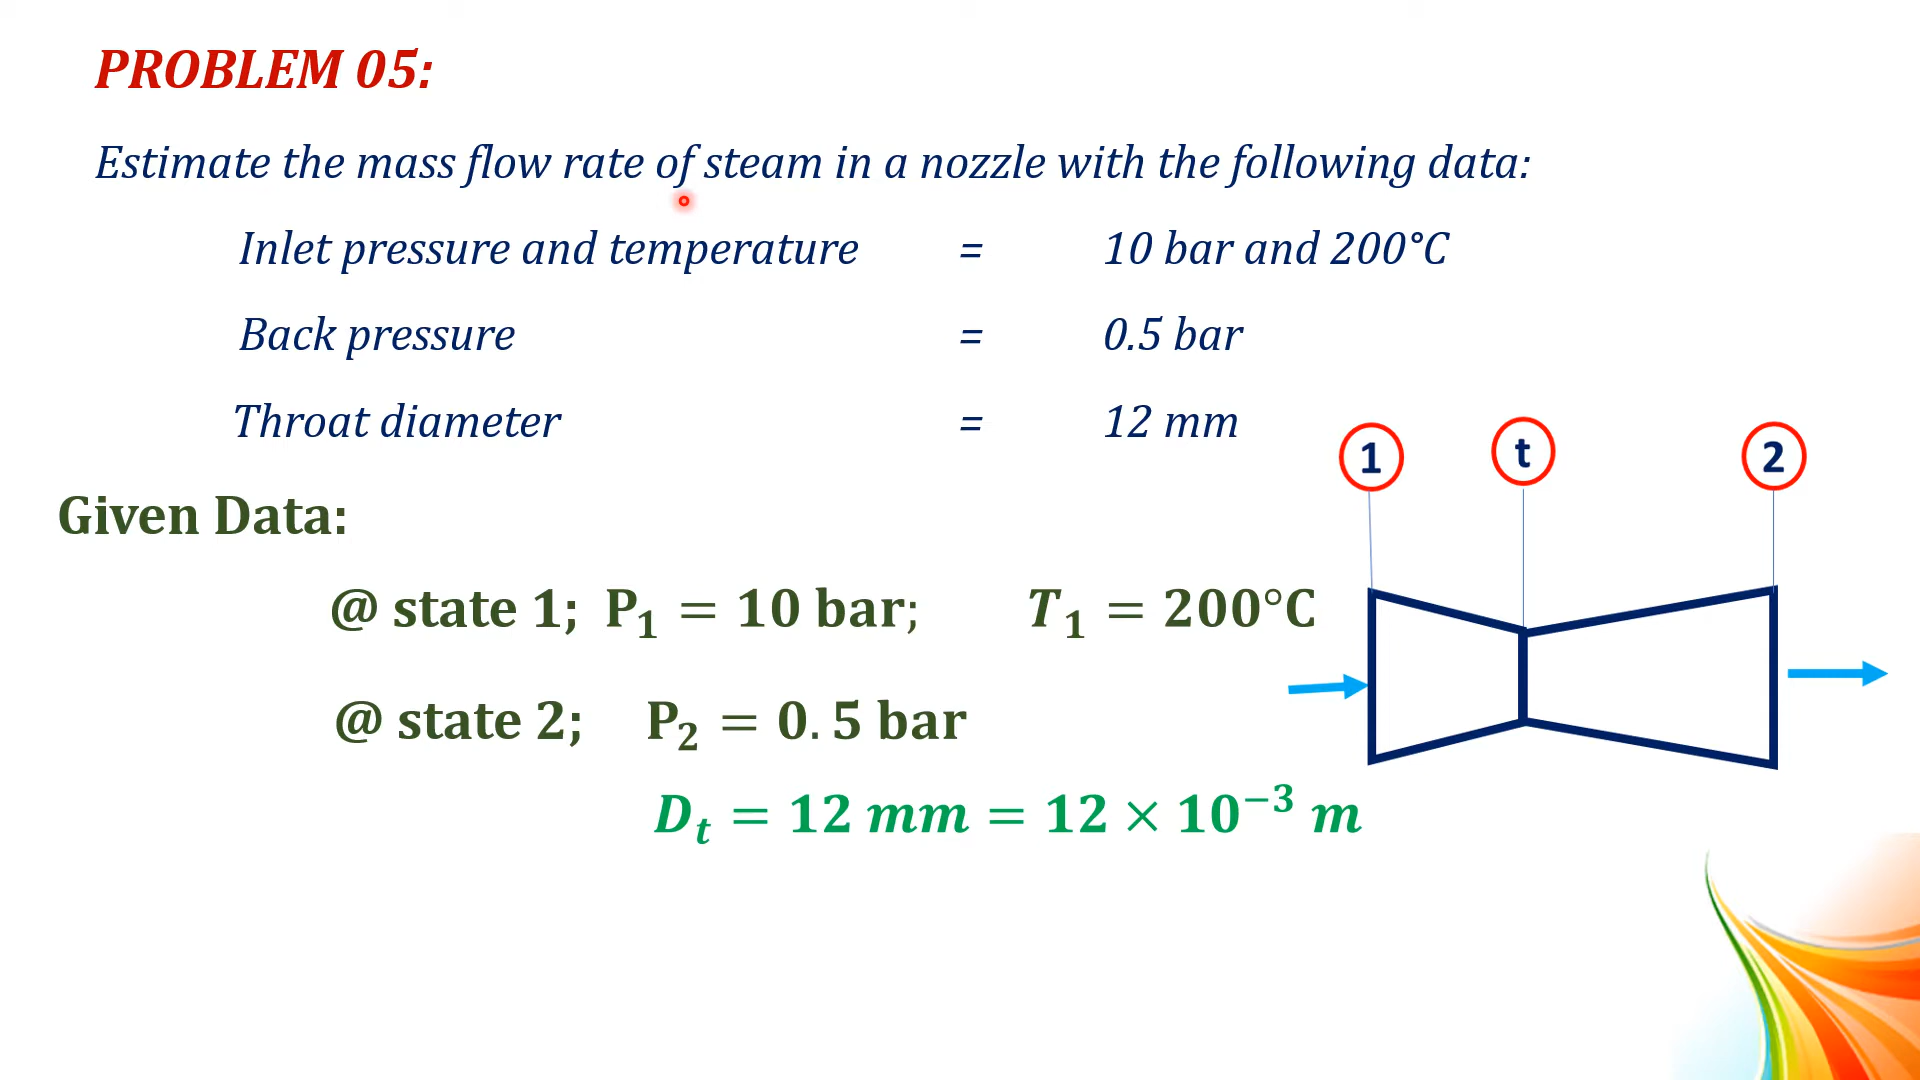 PROBLEM 05:
Estimate the mass flow rate of steam in a nozzle with the following data:
Inlet pressure and temperature = 10 bar and 200°C
Back pressure = 0.5 bar
Throat diameter = 12 mm
1 t 2
Given Data:
@ state 1; P₁ = 10 bar; T₁ = 200°C
@ state 2; P₂ = 0.5 bar
Dₜ = 12 mm = 12 × 10⁻³ m